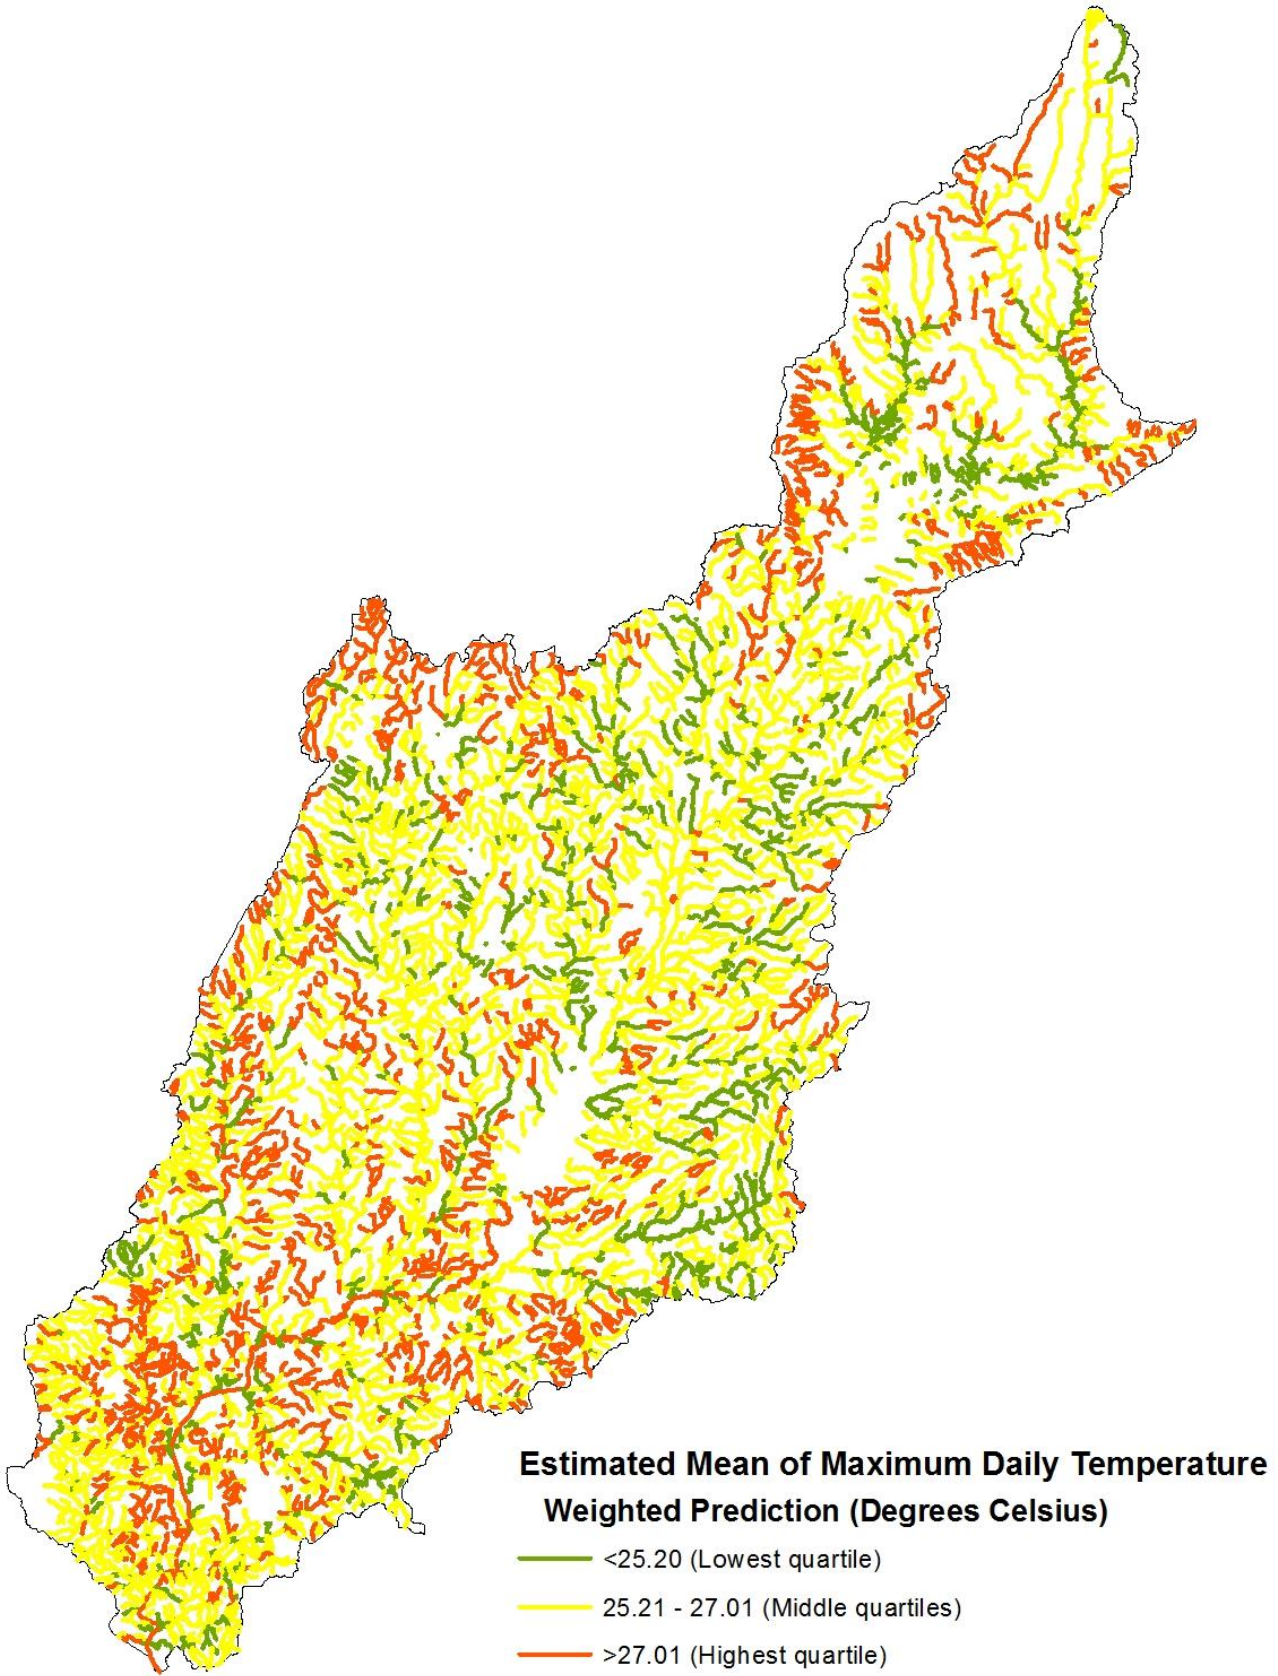 Estimated Mean of Maximum Daily Temperature
Weighted Prediction (Degrees Celsius)
<25.20 (Lowest quartile)
25.21 - 27.01 (Middle quartiles)
>27.01 (Highest quartile)